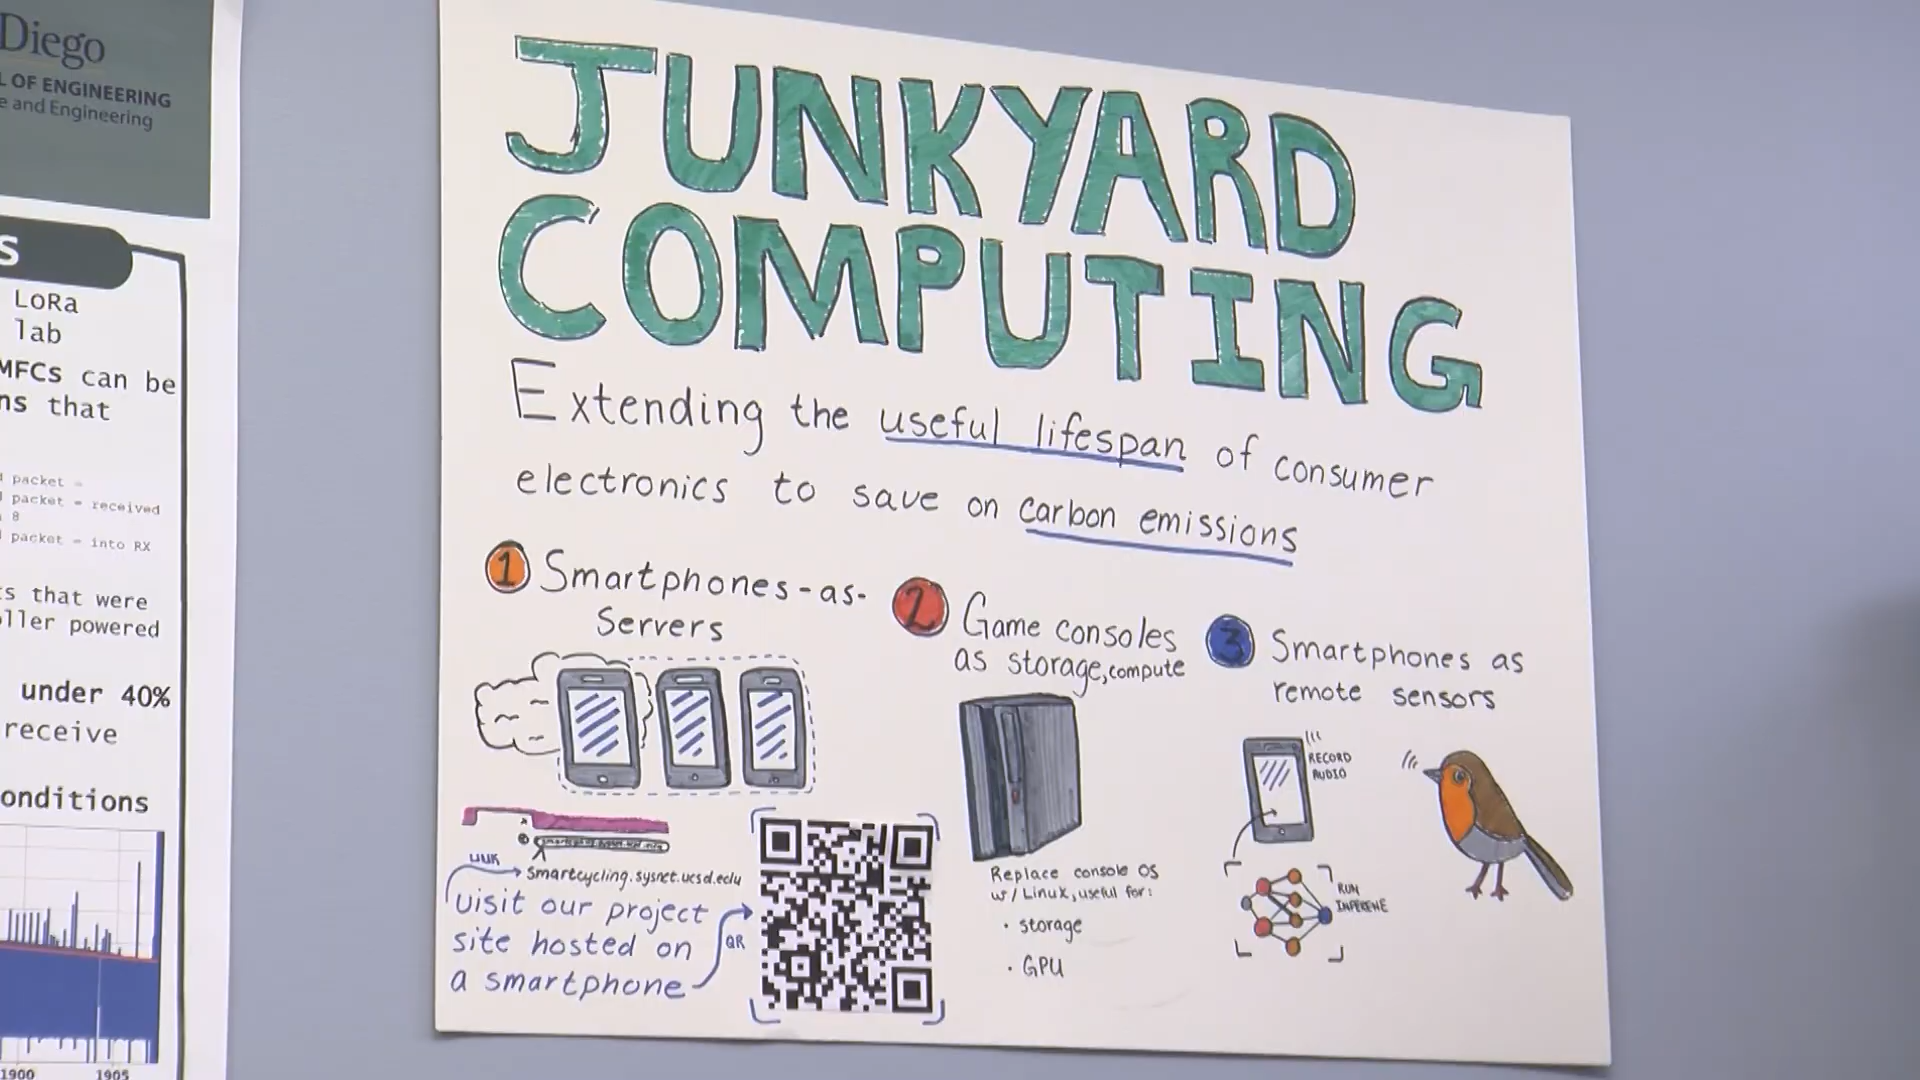 Diego
L OF ENGINEERING
e and Engineering
S
LoRa
lab
MFCs can be
ns that
packet =
packet = received
8
packet = into RX
ts that were
ller powered
under 40%
receive
onditions
1900 1905
JUNKYARD
COMPUTING
Extending the useful lifespan of consumer
electronics to save on carbon emissions
1 Smartphones-as-
Servers
LINK
smartcycling.sysnet.ucsd.edu
visit our project
site hosted on
a smartphone
QR
2 Game consoles
as storage, compute
Replace console OS
w/ Linux, useful for:
· storage
· GPU
3 Smartphones as
remote sensors
RECORD
AUDIO
RUN